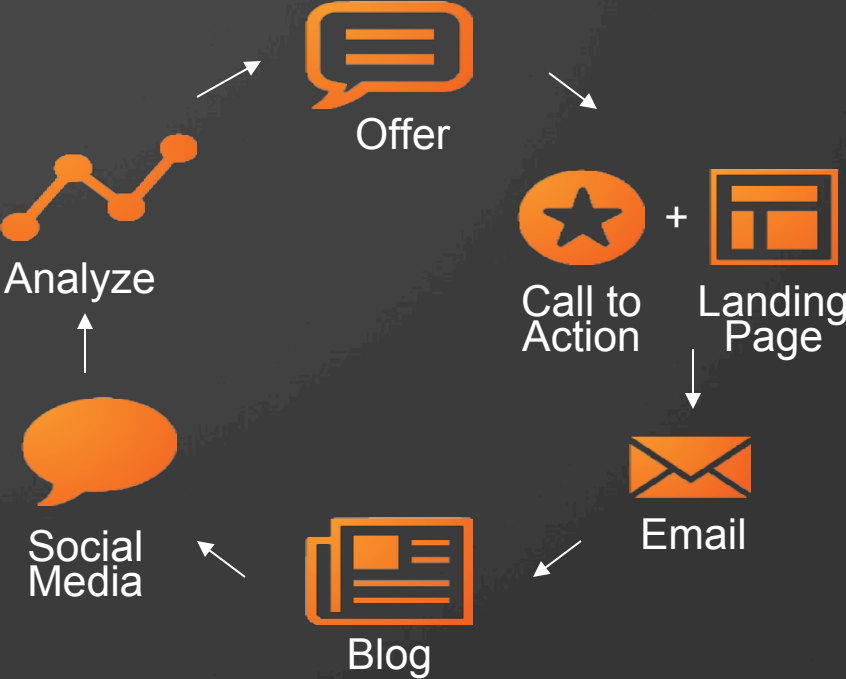 Offer
+
Call to
Action
Landing
Page
Email
Blog
Social
Media
Analyze